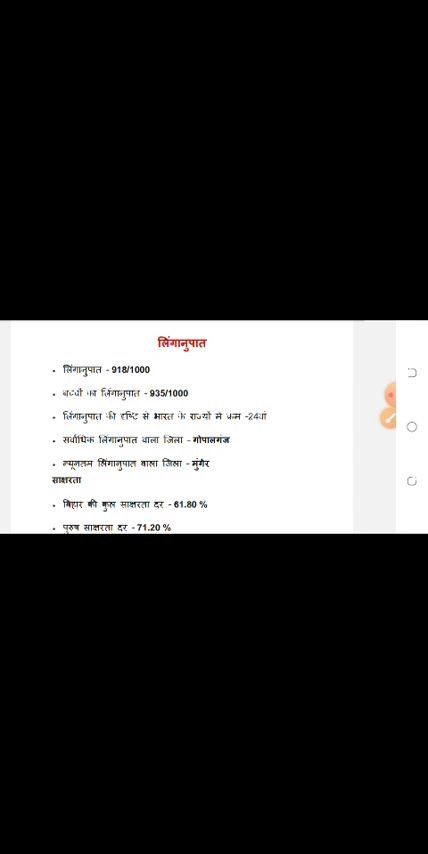 लिंगानुपात
• लिंगानुपात - 918/1000
• बच्चों का लिंगानुपात - 935/1000
• लिंगानुपात की दृष्टि से भारत के राज्यों में क्रम -24वां
• सर्वाधिक लिंगानुपात वाला जिला - गोपालगंज
• न्यूनतम लिंगानुपात वाला जिला - मुंगेर
साक्षरता
• बिहार की कुल साक्षरता दर - 61.80 %
• पुरुष साक्षरता दर - 71.20 %